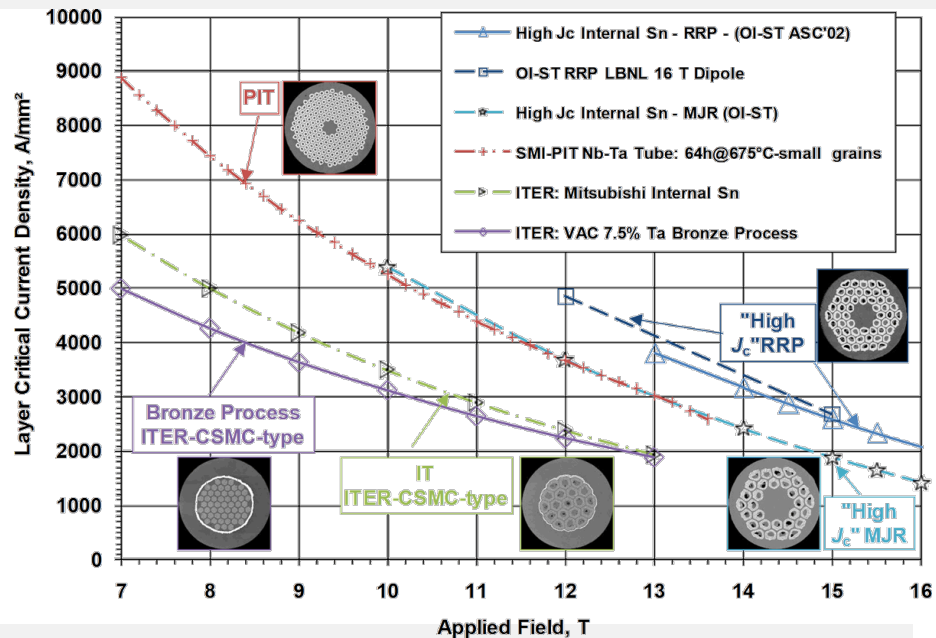 10000
9000
8000
7000
6000
5000
4000
3000
2000
1000
0
Layer Critical Current Density, A/mm²
High Jc Internal Sn - RRP - (OI-ST ASC'02)
OI-ST RRP LBNL 16 T Dipole
High Jc Internal Sn - MJR (OI-ST)
SMI-PIT Nb-Ta Tube: 64h@675°C-small grains
ITER: Mitsubishi Internal Sn
ITER: VAC 7.5% Ta Bronze Process
PIT
"High
Jc"RRP
Bronze Process
ITER-CSMC-type
IT
ITER-CSMC-type
"High
Jc" MJR
7 8 9 10 11 12 13 14 15 16
Applied Field, T